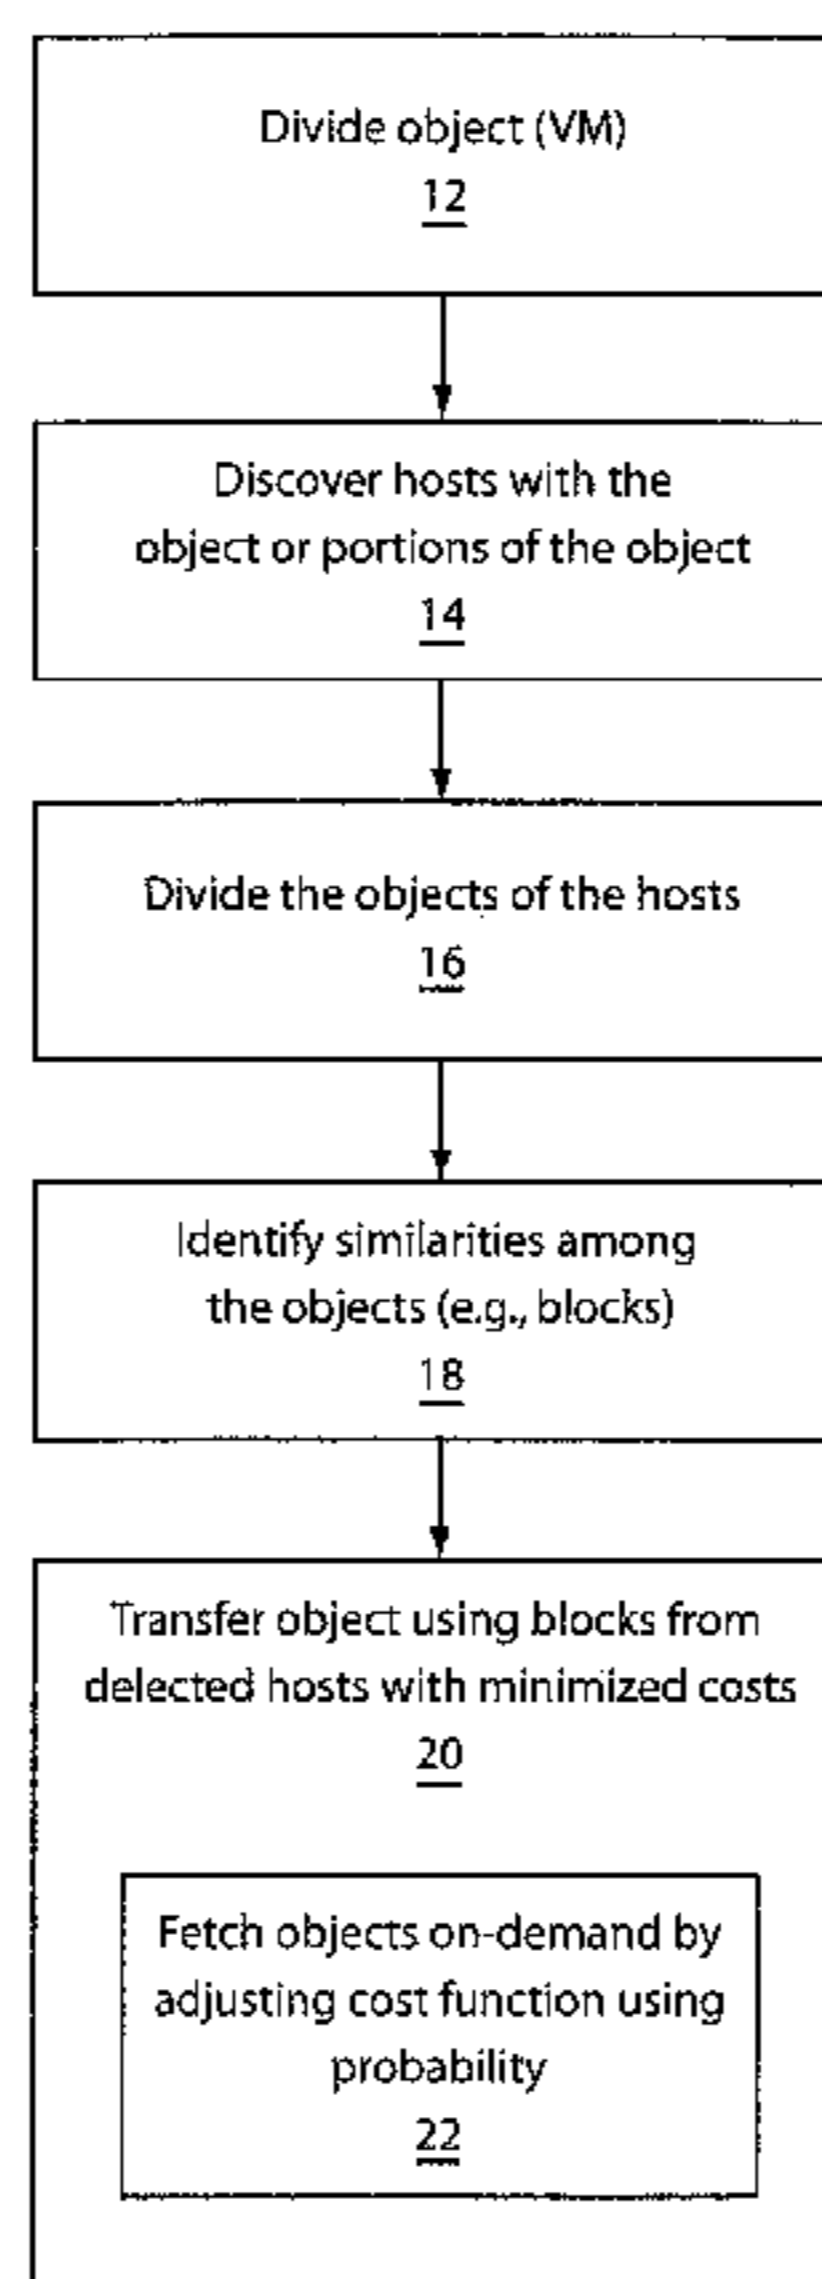 Divide object (VM)
12
Discover hosts with the
object or portions of the object
14
Divide the objects of the hosts
16
Identify similarities among
the objects (e.g., blocks)
18
Transfer object using blocks from
delected hosts with minimized costs
20
Fetch objects on-demand by
adjusting cost function using
probability
22